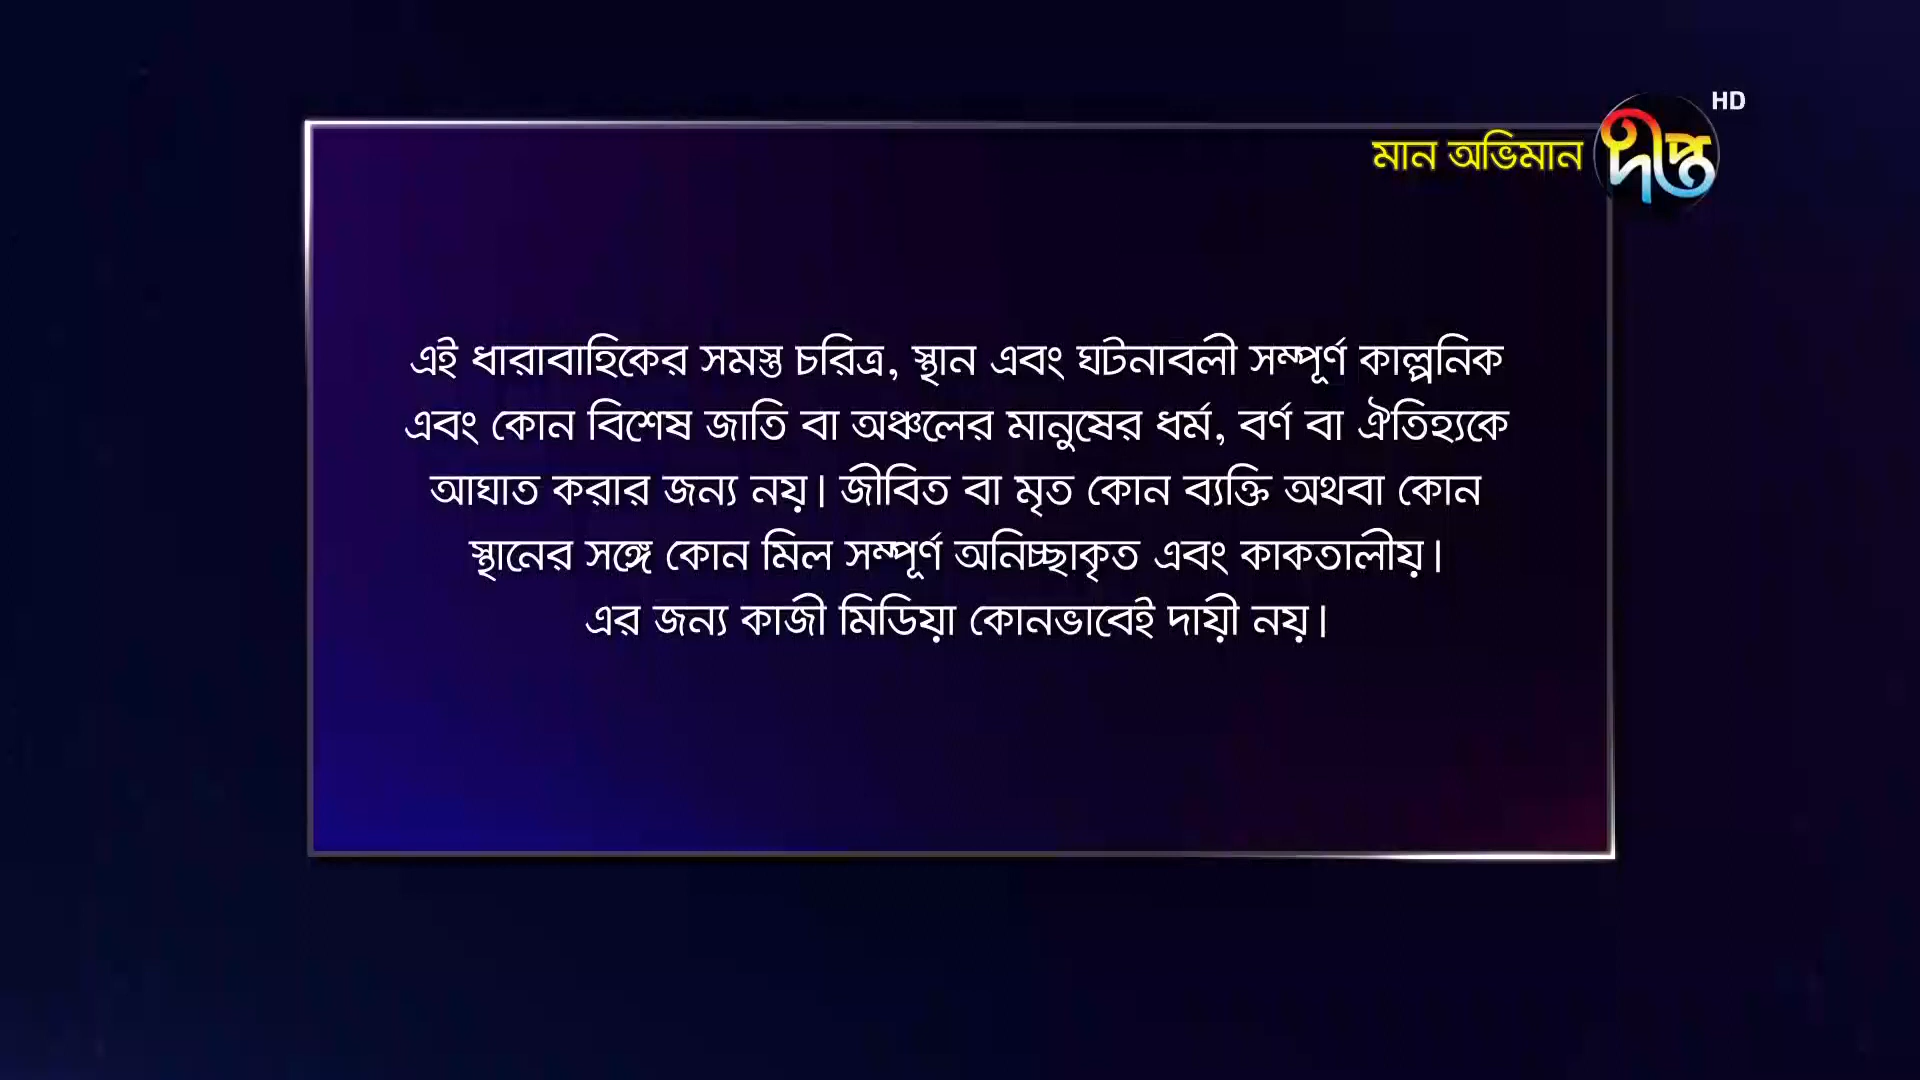 HD
মান অভিমান দীপ্ত
এই ধারাবাহিকের সমস্ত চরিত্র, স্থান এবং ঘটনাবলী সম্পূর্ণ কাল্পনিক
এবং কোন বিশেষ জাতি বা অঞ্চলের মানুষের ধর্ম, বর্ণ বা ঐতিহ্যকে
আঘাত করার জন্য নয়। জীবিত বা মৃত কোন ব্যক্তি অথবা কোন
স্থানের সঙ্গে কোন মিল সম্পূর্ণ অনিচ্ছাকৃত এবং কাকতালীয়।
এর জন্য কাজী মিডিয়া কোনভাবেই দায়ী নয়।